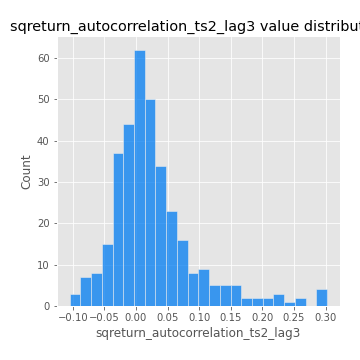 sqreturn_autocorrelation_ts2_lag3 value distribut
60
50
40
30
20
10
0
Count
−0.10 −0.05 0.00 0.05 0.10 0.15 0.20 0.25 0.30
sqreturn_autocorrelation_ts2_lag3